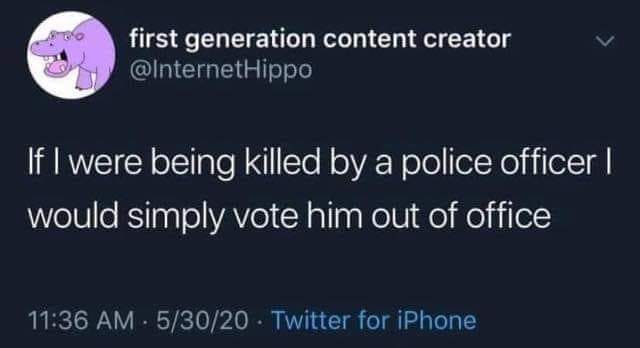 first generation content creator
@InternetHippo
If I were being killed by a police officer I
would simply vote him out of office
11:36 AM · 5/30/20 · Twitter for iPhone